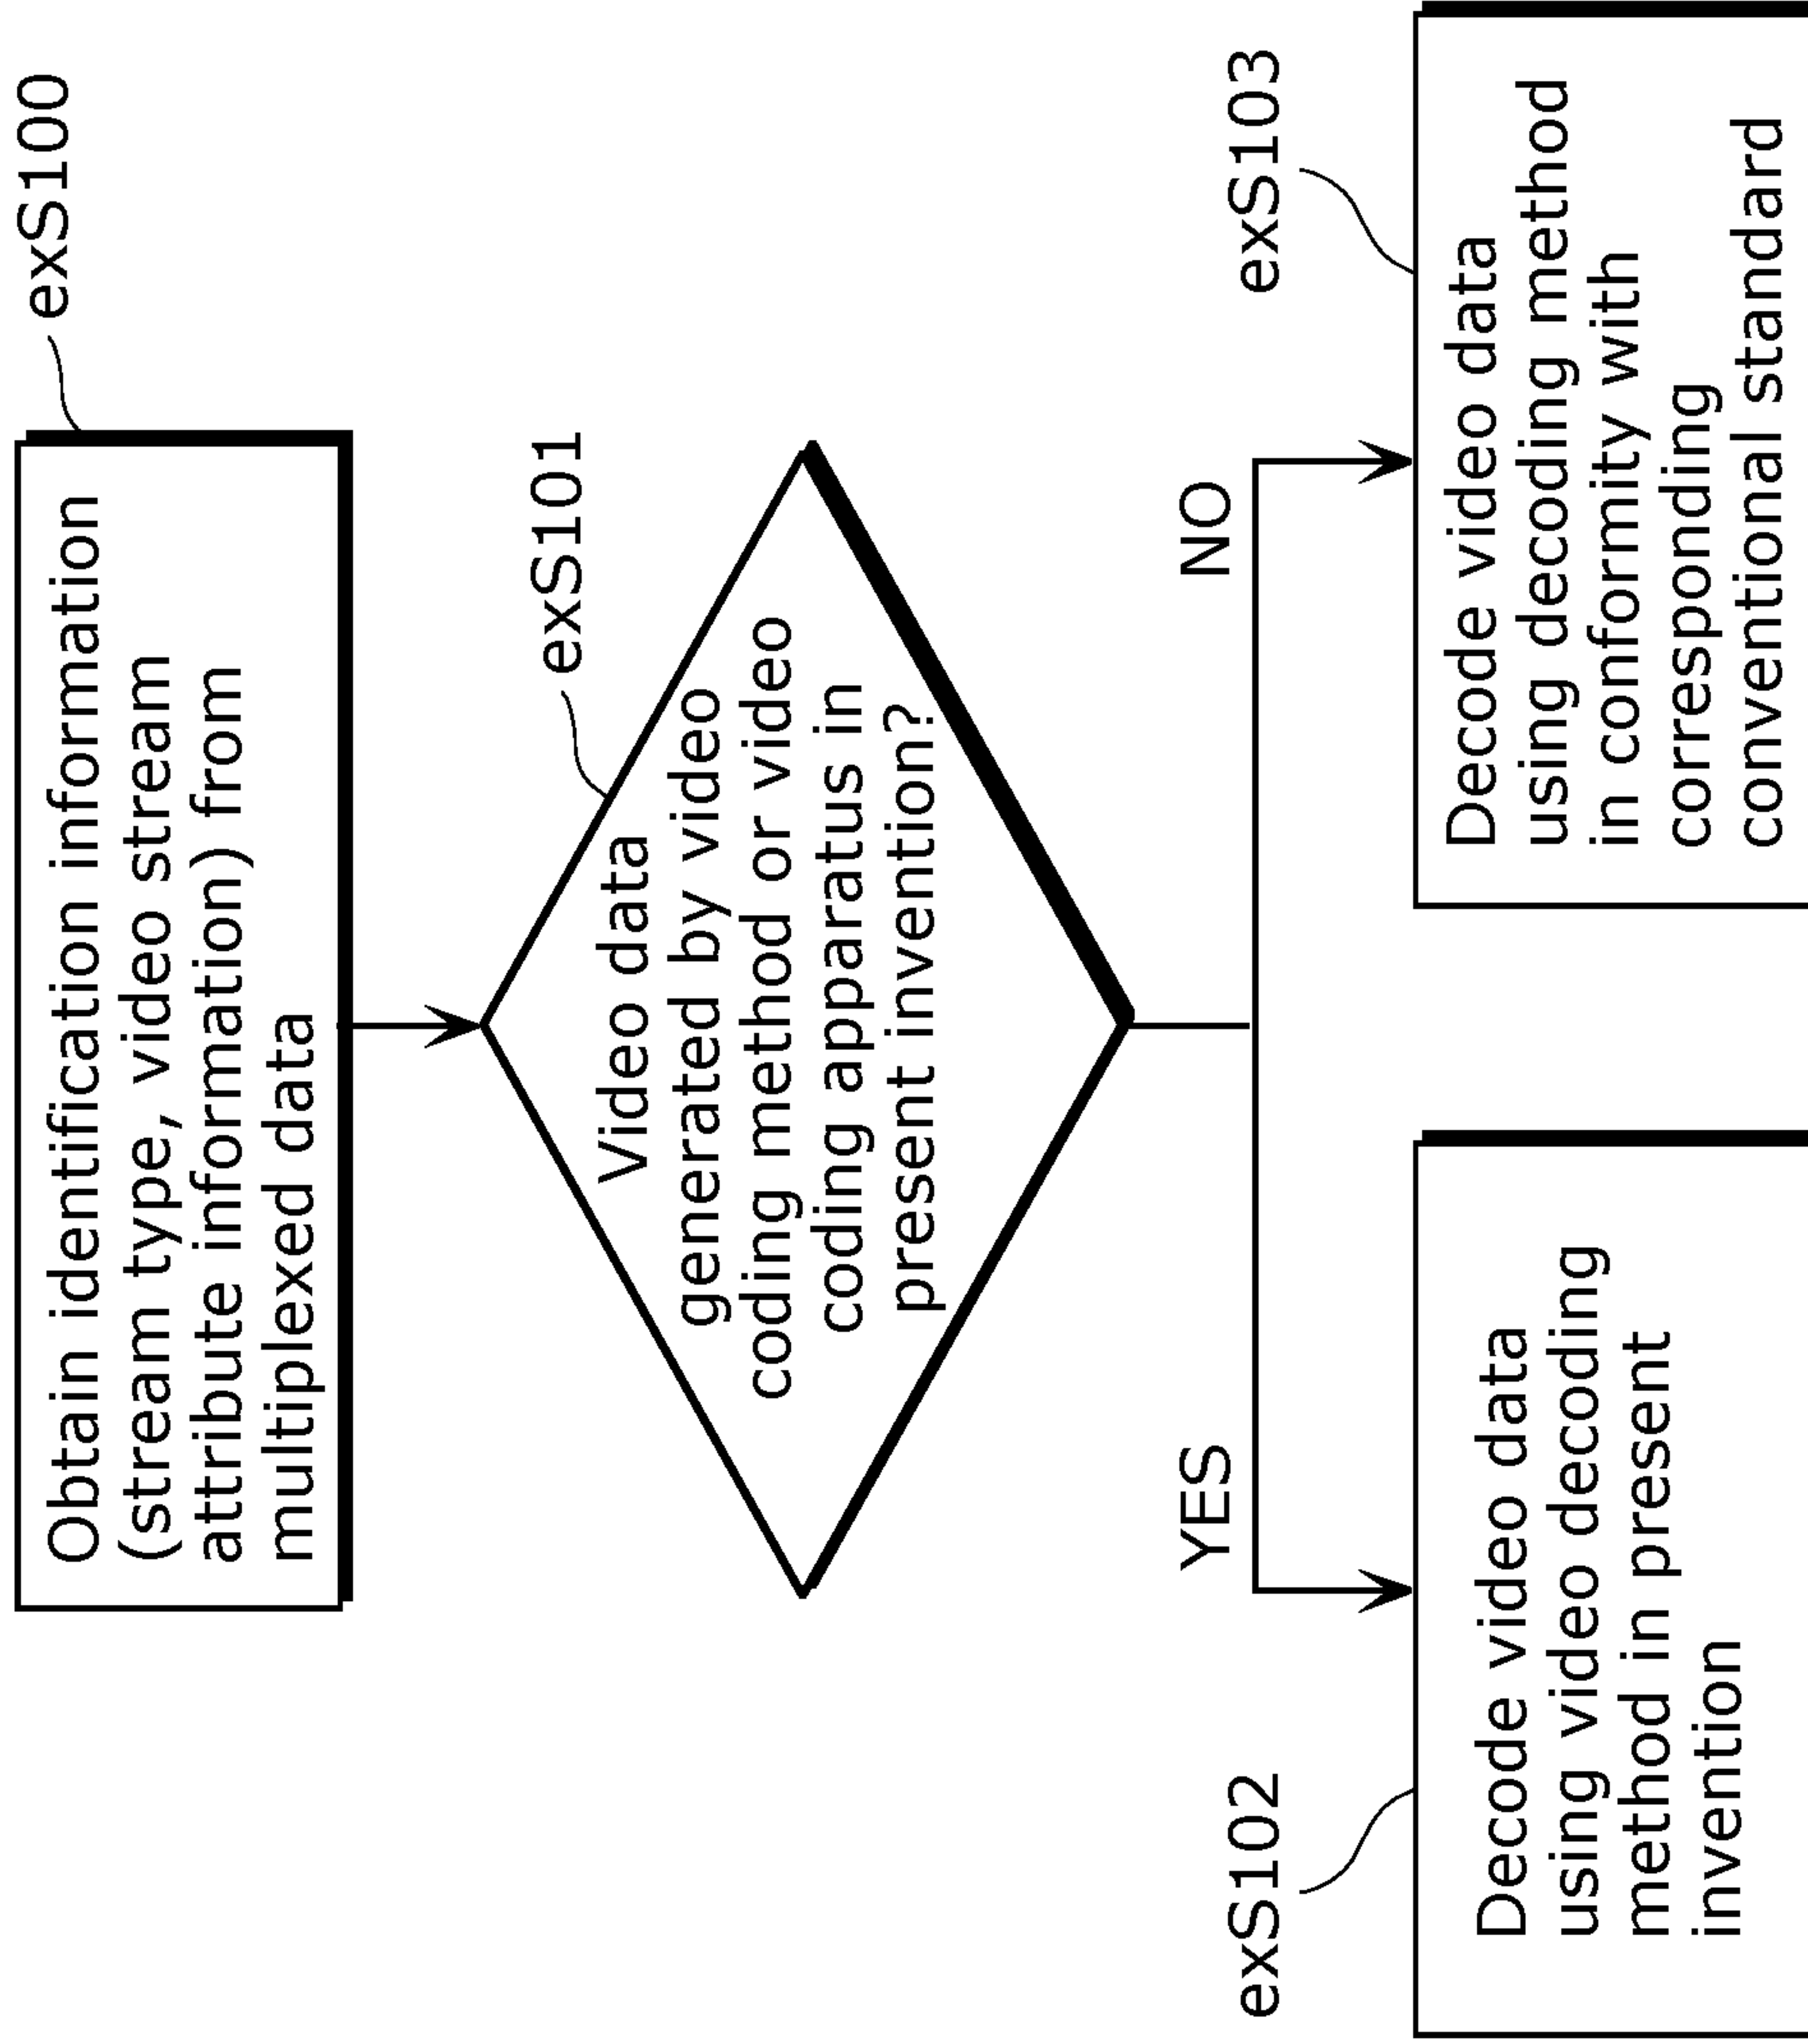 exS100
Obtain identification information
(stream type, video stream
attribute information) from
multiplexed data
exS101
Video data
generated by video
coding method or video
coding apparatus in
present invention?
YES
NO
exS102
exS103
Decode video data
using video decoding
method in present
invention
Decode video data
using decoding method
in conformity with
corresponding
conventional standard